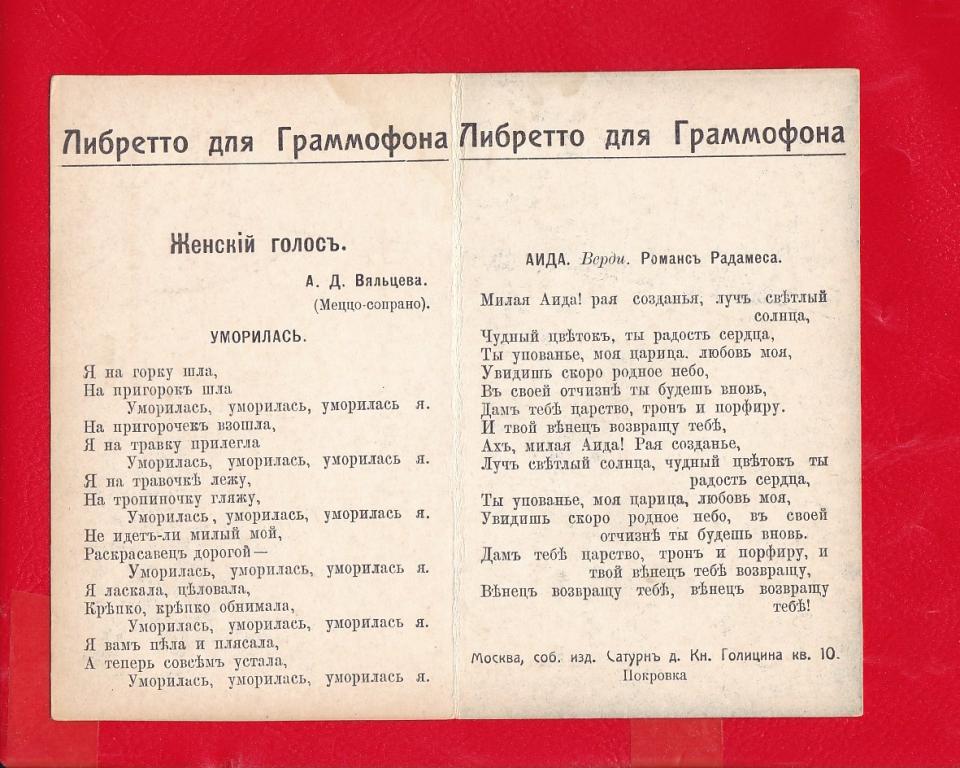 Либретто для Граммофона
Женскій голосъ.
А. Д. Вяльцева.
(Меццо-сопрано).
УМОРИЛАСЬ.
Я на горку шла,
На пригорокъ шла
Уморилась, уморилась, уморилась я.
На пригорочекъ взошла,
Я на травку прилегла
Уморилась, уморилась, уморилась я.
Я на травочкѣ лежу,
На тропиночку гляжу,
Уморилась, уморилась, уморилась я.
Не идетъ-ли милый мой,
Раскрасавецъ дорогой—
Уморилась, уморилась, уморилась я.
Я ласкала, цѣловала,
Крѣпко, крѣпко обнимала,
Уморилась, уморилась, уморилась я.
Я вамъ пѣла и плясала,
А теперь совсѣмъ устала,
Уморилась, уморилась, уморилась я.
Либретто для Граммофона
АИДА. Верди. Романсъ Радамеса.
Милая Аида! рая созданья, лучъ свѣтлый
солнца,
Чудный цвѣтокъ, ты радость сердца,
Ты упованье, моя царица. любовь моя,
Увидишь скоро родное небо,
Въ своей отчизнѣ ты будешь вновь,
Дамъ тебѣ царство, тронъ и порфиру.
И твой вѣнец возвращу тебѣ,
Ахъ, милая Аида! Рая созданье,
Лучъ свѣтлый солнца, чудный цвѣтокъ ты
радость сердца,
Ты упованье, моя царица, любовь моя,
Увидишь скоро родное небо, въ своей
отчизнѣ ты будешь вновь.
Дамъ тебѣ царство, тронъ и порфиру, и
твой вѣнецъ тебѣ возвращу,
Вѣнецъ возвращу тебѣ, вѣнецъ возвращу
тебѣ!
Москва, соб. изд. Сатурнъ д. Кн. Голицина кв. 10.
Покровка